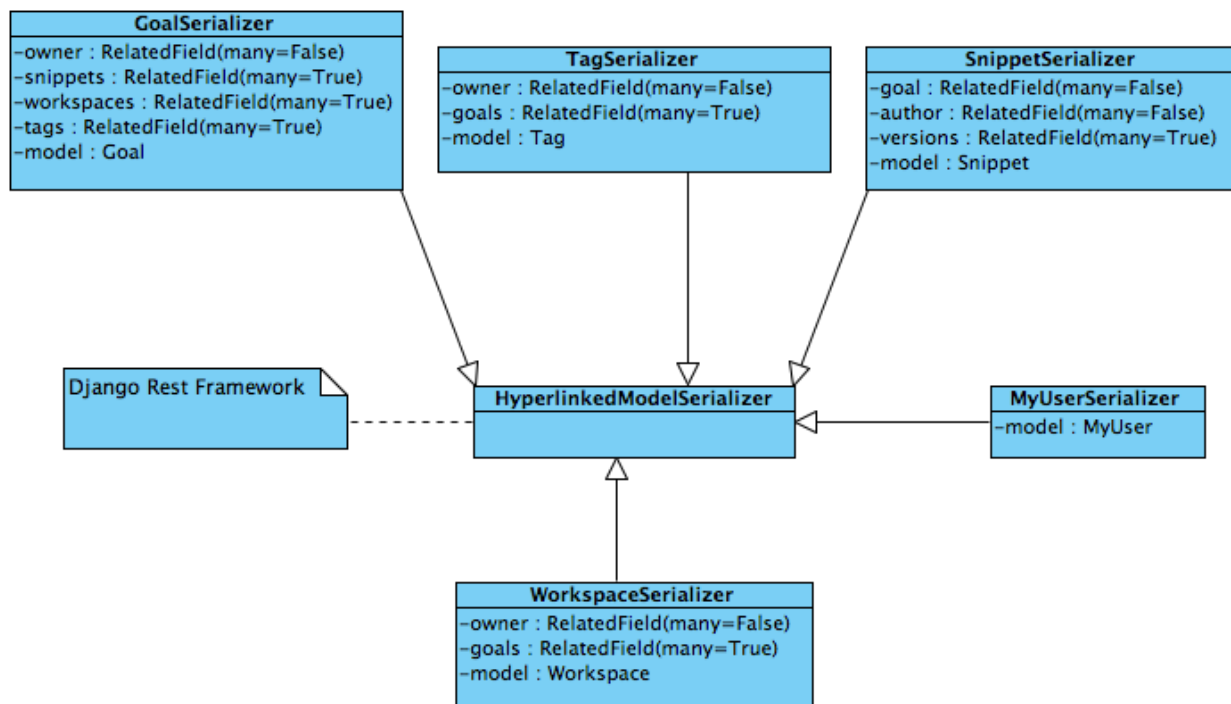 GoalSerializer
-owner : RelatedField(many=False)
-snippets : RelatedField(many=True)
-workspaces : RelatedField(many=True)
-tags : RelatedField(many=True)
-model : Goal
TagSerializer
-owner : RelatedField(many=False)
-goals : RelatedField(many=True)
-model : Tag
SnippetSerializer
-goal : RelatedField(many=False)
-author : RelatedField(many=False)
-versions : RelatedField(many=True)
-model : Snippet
Django Rest Framework
HyperlinkedModelSerializer
MyUserSerializer
-model : MyUser
WorkspaceSerializer
-owner : RelatedField(many=False)
-goals : RelatedField(many=True)
-model : Workspace